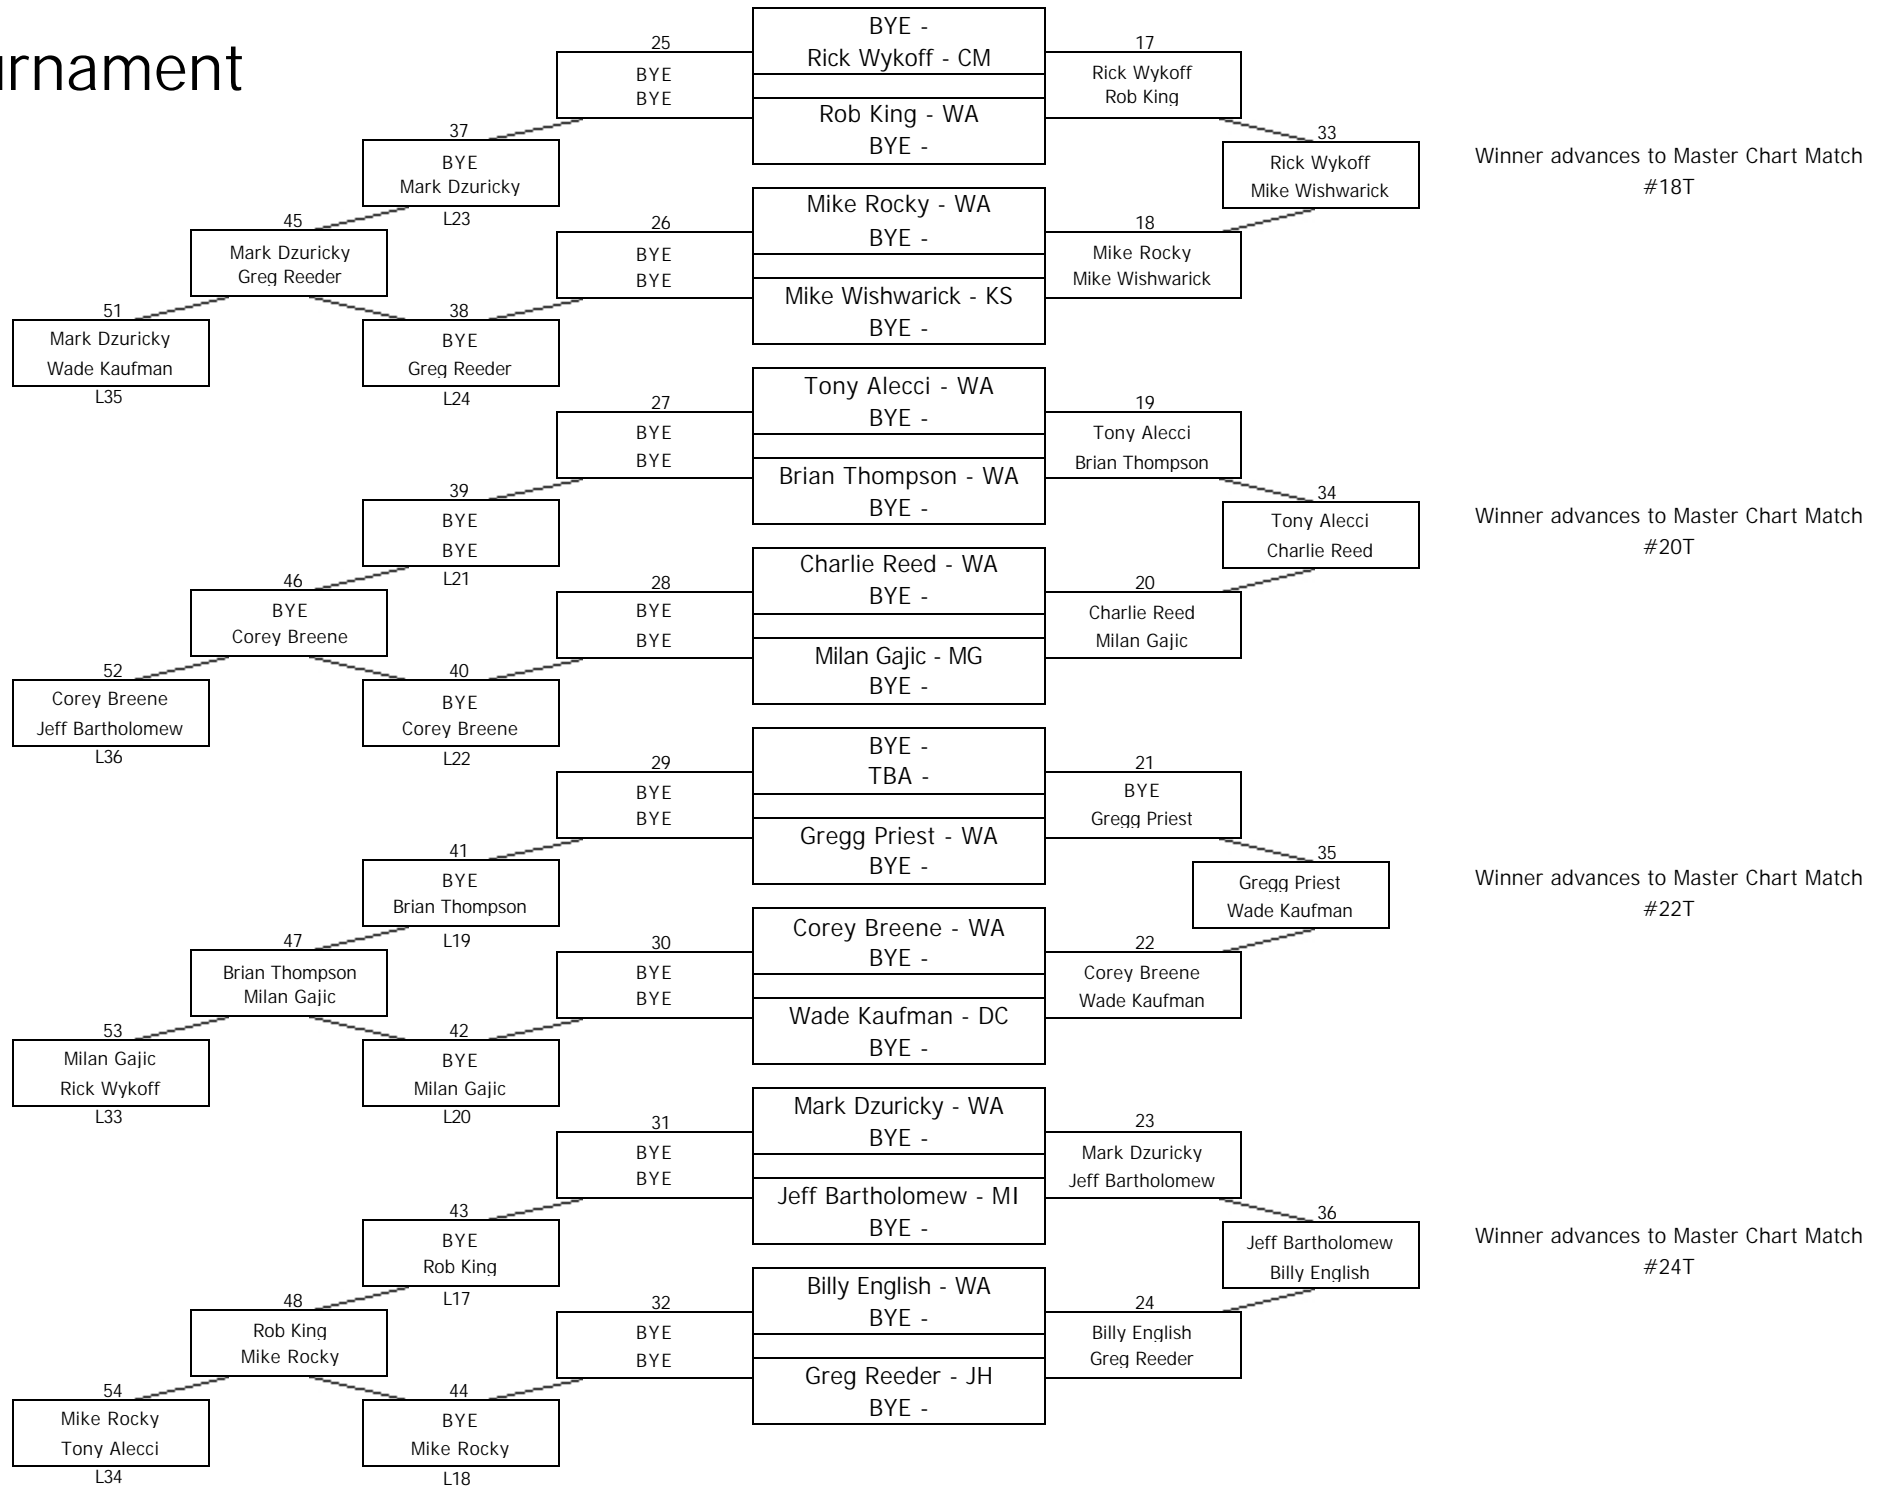 urnament
25
BYE
BYE
BYE -
Rick Wykoff - CM
Rob King - WA
BYE -
17
Rick Wykoff
Rob King
37
BYE
Mark Dzuricky
L23
33
Rick Wykoff
Mike Wishwarick
Winner advances to Master Chart Match
#18T
45
Mark Dzuricky
Greg Reeder
26
BYE
BYE
Mike Rocky - WA
BYE -
Mike Wishwarick - KS
BYE -
18
Mike Rocky
Mike Wishwarick
51
Mark Dzuricky
Wade Kaufman
L35
38
BYE
Greg Reeder
L24
27
BYE
BYE
Tony Alecci - WA
BYE -
Brian Thompson - WA
BYE -
19
Tony Alecci
Brian Thompson
39
BYE
BYE
L21
34
Tony Alecci
Charlie Reed
Winner advances to Master Chart Match
#20T
46
BYE
Corey Breene
28
BYE
BYE
Charlie Reed - WA
BYE -
Milan Gajic - MG
BYE -
20
Charlie Reed
Milan Gajic
52
Corey Breene
Jeff Bartholomew
L36
40
BYE
Corey Breene
L22
29
BYE
BYE
BYE -
TBA -
Gregg Priest - WA
BYE -
21
BYE
Gregg Priest
41
BYE
Brian Thompson
L19
35
Gregg Priest
Wade Kaufman
Winner advances to Master Chart Match
#22T
47
Brian Thompson
Milan Gajic
30
BYE
BYE
Corey Breene - WA
BYE -
Wade Kaufman - DC
BYE -
22
Corey Breene
Wade Kaufman
53
Milan Gajic
Rick Wykoff
L33
42
BYE
Milan Gajic
L20
31
BYE
BYE
Mark Dzuricky - WA
BYE -
Jeff Bartholomew - MI
BYE -
23
Mark Dzuricky
Jeff Bartholomew
43
BYE
Rob King
L17
36
Jeff Bartholomew
Billy English
Winner advances to Master Chart Match
#24T
48
Rob King
Mike Rocky
32
BYE
BYE
Billy English - WA
BYE -
Greg Reeder - JH
BYE -
24
Billy English
Greg Reeder
54
Mike Rocky
Tony Alecci
L34
44
BYE
Mike Rocky
L18